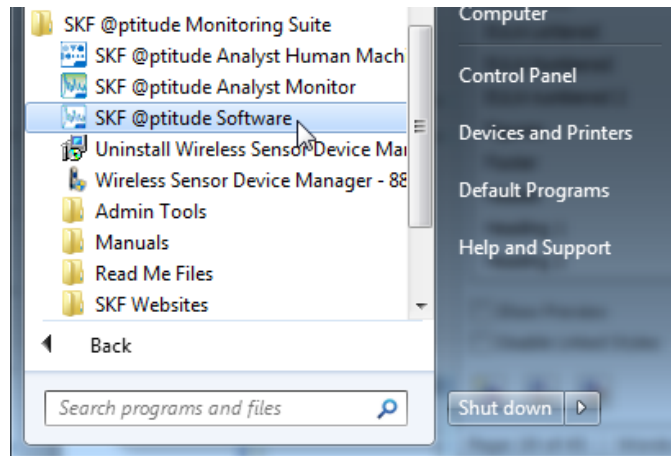 SKF @ptitude Monitoring Suite
SKF @ptitude Analyst Human Mach
SKF @ptitude Analyst Monitor
SKF @ptitude Software
Uninstall Wireless Sensor Device Mar
Wireless Sensor Device Manager - 88
Admin Tools
Manuals
Read Me Files
SKF Websites
Back
Search programs and files
Computer
Control Panel
Devices and Printers
Default Programs
Help and Support
Shut down